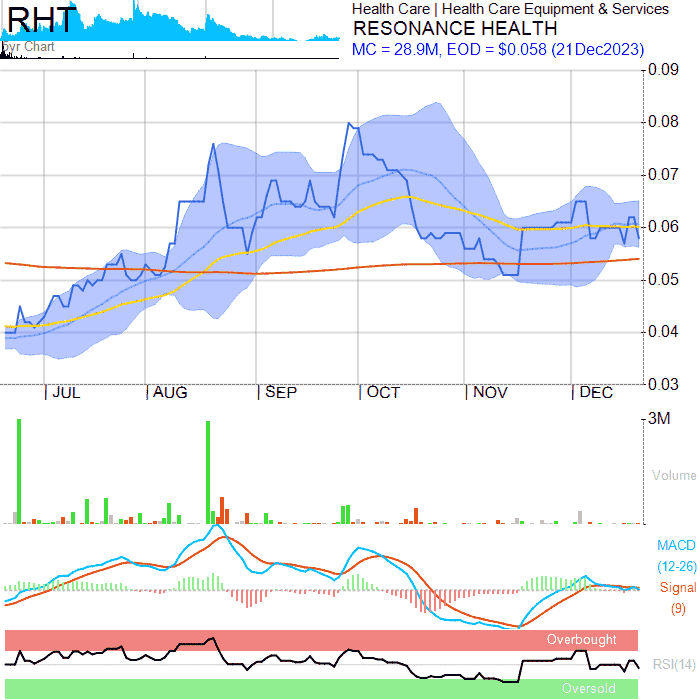 RHT
5yr Chart
Health Care | Health Care Equipment & Services
RESONANCE HEALTH
MC = 28.9M, EOD = $0.058 (21Dec2023)
0.09
0.08
0.07
0.06
0.05
0.04
0.03
JUL AUG SEP OCT NOV DEC
3M
Volume
MACD
(12-26)
Signal
(9)
Overbought
RSI(14)
Oversold